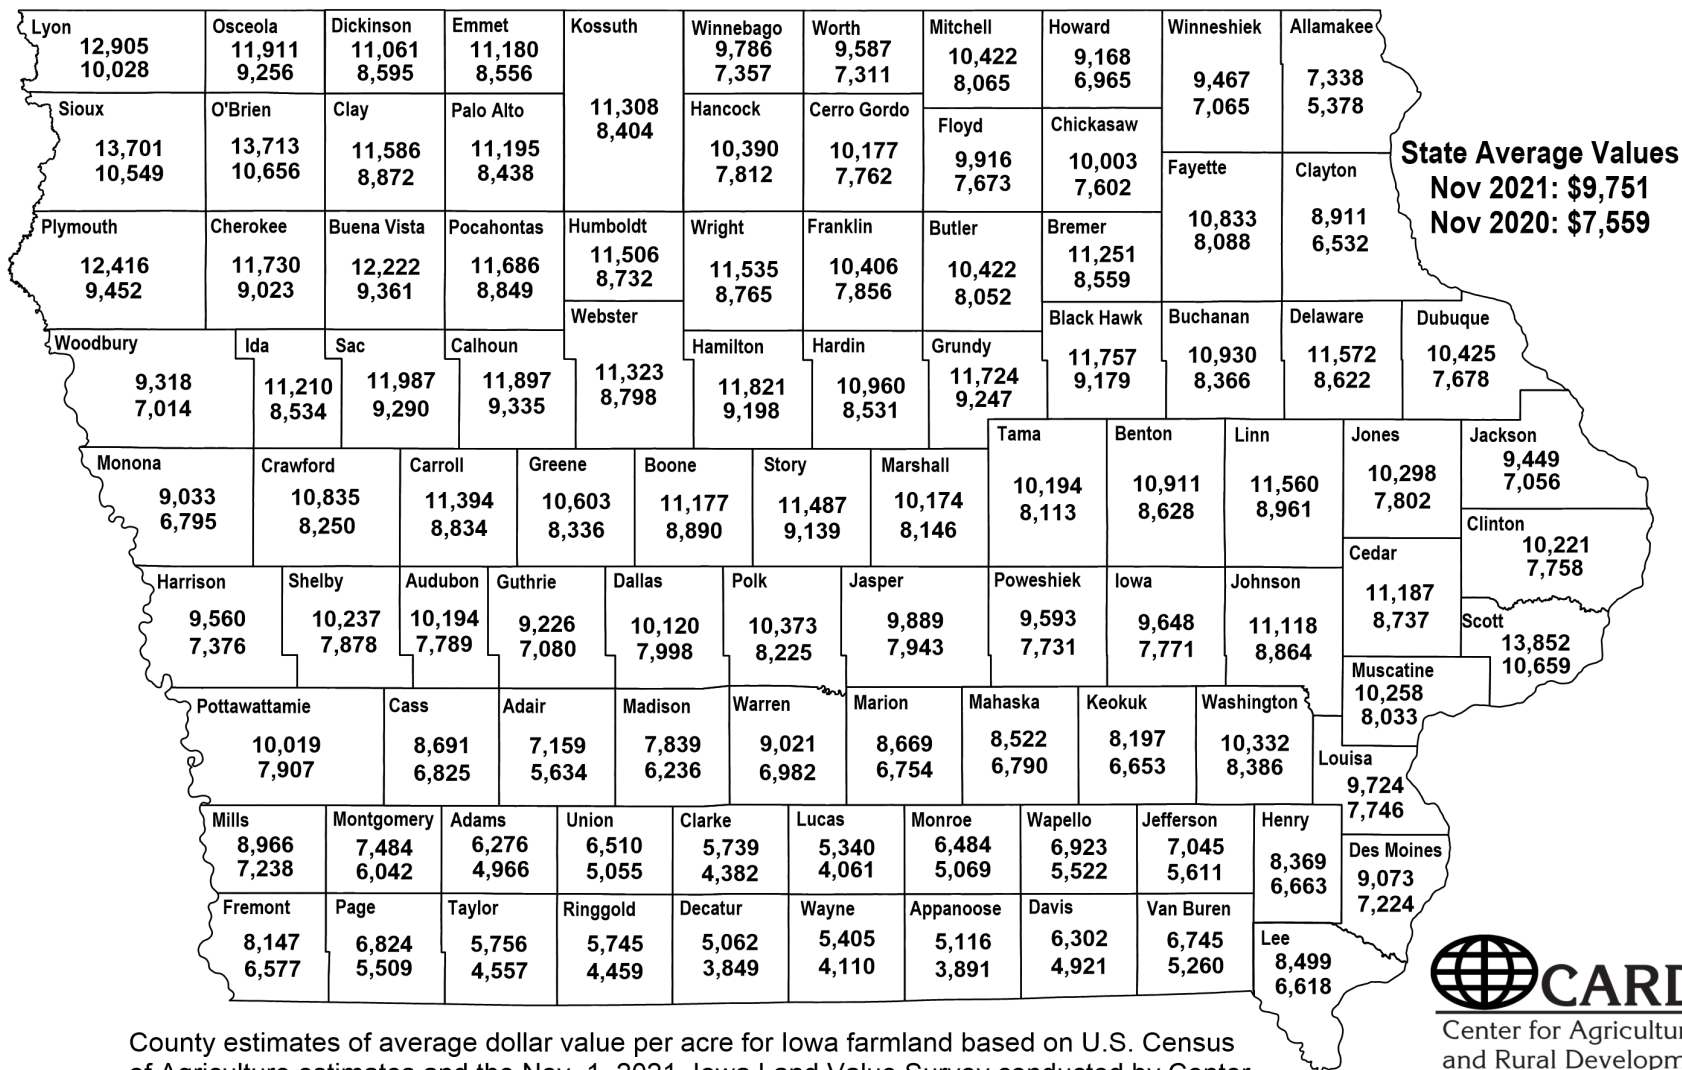 Lyon
12,905
10,028
Osceola
11,911
9,256
Dickinson
11,061
8,595
Emmet
11,180
8,556
Kossuth
11,308
8,404
Winnebago
9,786
7,357
Worth
9,587
7,311
Mitchell
10,422
8,065
Howard
9,168
6,965
Winneshiek
9,467
7,065
Allamakee
7,338
5,378
Sioux
13,701
10,549
O'Brien
13,713
10,656
Clay
11,586
8,872
Palo Alto
11,195
8,438
Hancock
10,390
7,812
Cerro Gordo
10,177
7,762
Floyd
9,916
7,673
Chickasaw
10,003
7,602
Fayette
10,833
8,088
Clayton
8,911
6,532
State Average Values
Nov 2021: $9,751
Nov 2020: $7,559
Plymouth
12,416
9,452
Cherokee
11,730
9,023
Buena Vista
12,222
9,361
Pocahontas
11,686
8,849
Humboldt
11,506
8,732
Wright
11,535
8,765
Franklin
10,406
7,856
Butler
10,422
8,052
Bremer
11,251
8,559
Woodbury
9,318
7,014
Ida
11,210
8,534
Sac
11,987
9,290
Calhoun
11,897
9,335
Webster
11,323
8,798
Hamilton
11,821
9,198
Hardin
10,960
8,531
Grundy
11,724
9,247
Black Hawk
11,757
9,179
Buchanan
10,930
8,366
Delaware
11,572
8,622
Dubuque
10,425
7,678
Monona
9,033
6,795
Crawford
10,835
8,250
Carroll
11,394
8,834
Greene
10,603
8,336
Boone
11,177
8,890
Story
11,487
9,139
Marshall
10,174
8,146
Tama
10,194
8,113
Benton
10,911
8,628
Linn
11,560
8,961
Jones
10,298
7,802
Jackson
9,449
7,056
Clinton
10,221
7,758
Harrison
9,560
7,376
Shelby
10,237
7,878
Audubon
10,194
7,789
Guthrie
9,226
7,080
Dallas
10,120
7,998
Polk
10,373
8,225
Jasper
9,889
7,943
Poweshiek
9,593
7,731
Iowa
9,648
7,771
Johnson
11,118
8,864
Cedar
11,187
8,737
Scott
13,852
10,659
Muscatine
10,258
8,033
Pottawattamie
10,019
7,907
Cass
8,691
6,825
Adair
7,159
5,634
Madison
7,839
6,236
Warren
9,021
6,982
Marion
8,669
6,754
Mahaska
8,522
6,790
Keokuk
8,197
6,653
Washington
10,332
8,386
Louisa
9,724
7,746
Mills
8,966
7,238
Montgomery
7,484
6,042
Adams
6,276
4,966
Union
6,510
5,055
Clarke
5,739
4,382
Lucas
5,340
4,061
Monroe
6,484
5,069
Wapello
6,923
5,522
Jefferson
7,045
5,611
Henry
8,369
6,663
Des Moines
9,073
7,224
Fremont
8,147
6,577
Page
6,824
5,509
Taylor
5,756
4,557
Ringgold
5,745
4,459
Decatur
5,062
3,849
Wayne
5,405
4,110
Appanoose
5,116
3,891
Davis
6,302
4,921
Van Buren
6,745
5,260
Lee
8,499
6,618
CARD
Center for Agricultur
and Rural Developm
County estimates of average dollar value per acre for Iowa farmland based on U.S. Census
of Agriculture estimates and the Nov. 1, 2021, Iowa Land Value Survey conducted by Center